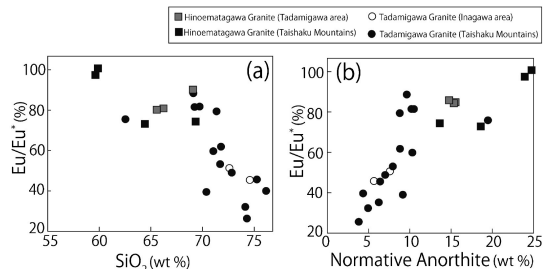 Hinoematagawa Granite (Tadamigawa area)
Tadamigawa Granite (Inagawa area)
Hinoematagawa Granite (Taishaku Mountains)
Tadamigawa Granite (Taishaku Mountains)
(a)
Eu/Eu* (%)
100
80
60
40
20
55 60 65 70 75
SiO2 (wt %)
(b)
Eu/Eu* (%)
100
80
60
40
20
0 5 10 15 20 25
Normative Anorthite (wt %)